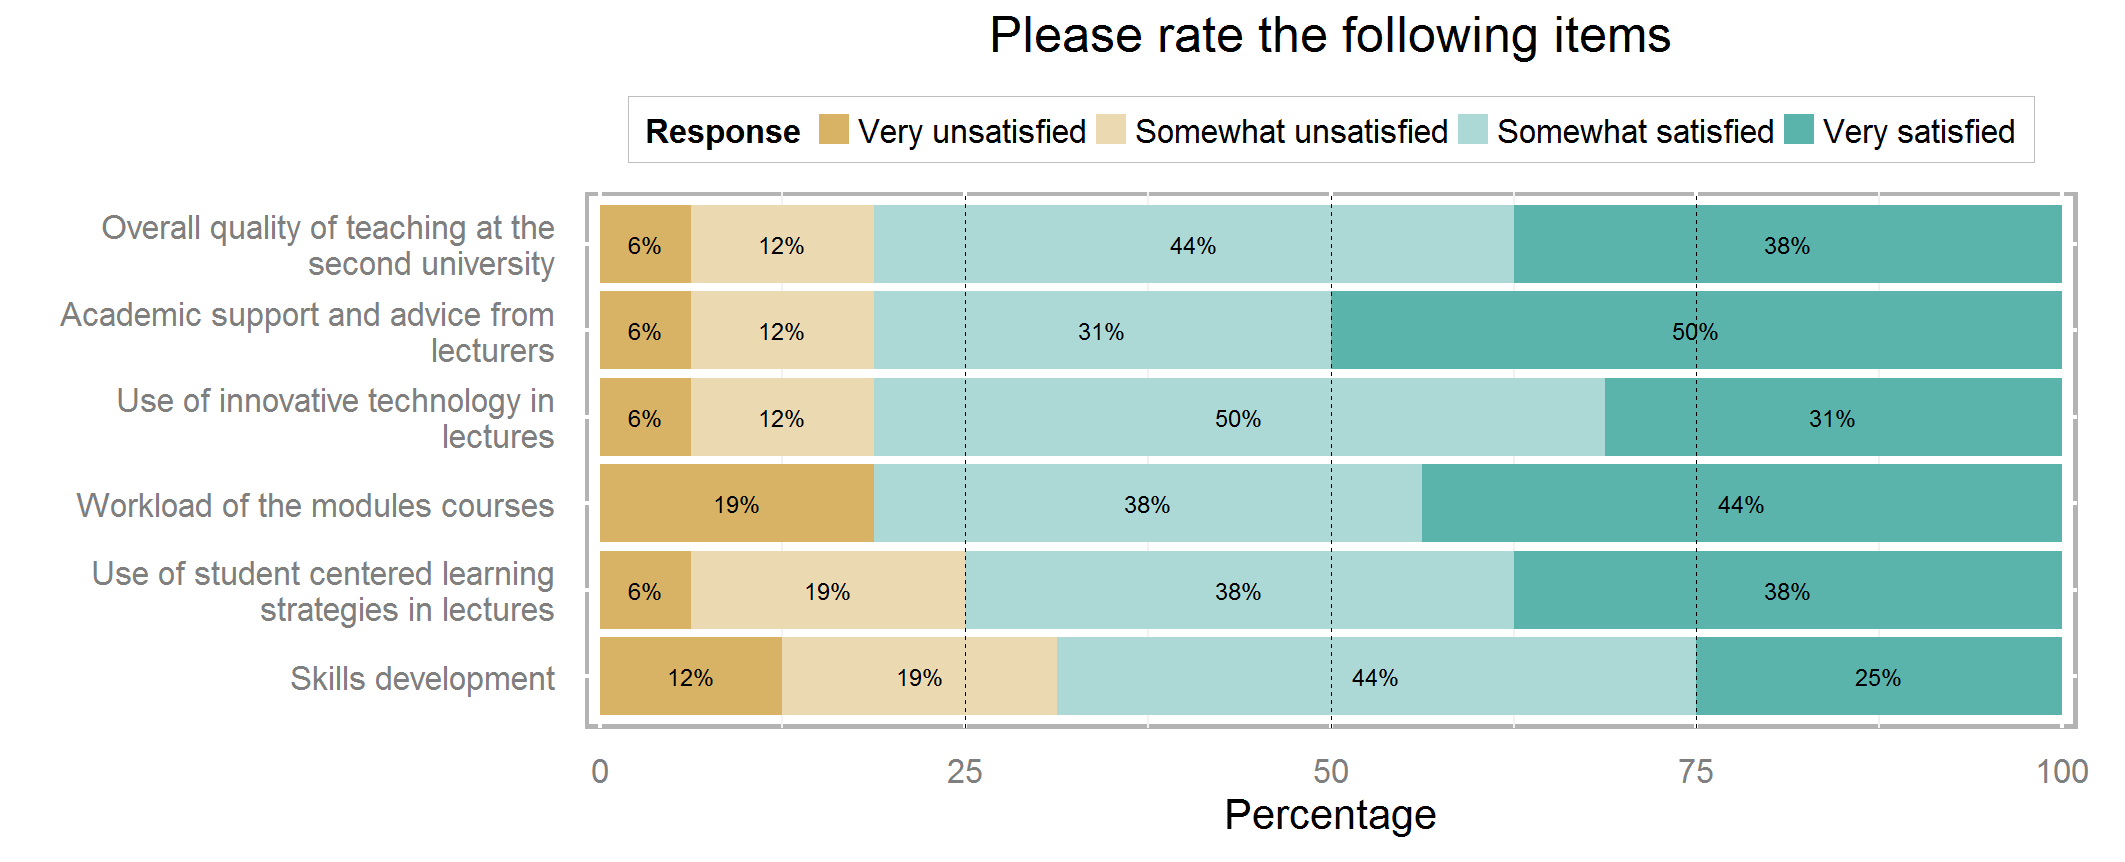 Please rate the following items
Response Very unsatisfied Somewhat unsatisfied Somewhat satisfied Very satisfied
Overall quality of teaching at the
second university
6% 12% 44% 38%
Academic support and advice from
lecturers
6% 12% 31% 50%
Use of innovative technology in
lectures
6% 12% 50% 31%
Workload of the modules courses
19% 38% 44%
Use of student centered learning
strategies in lectures
6% 19% 38% 38%
Skills development
12% 19% 44% 25%
0 25 50 75 100
Percentage